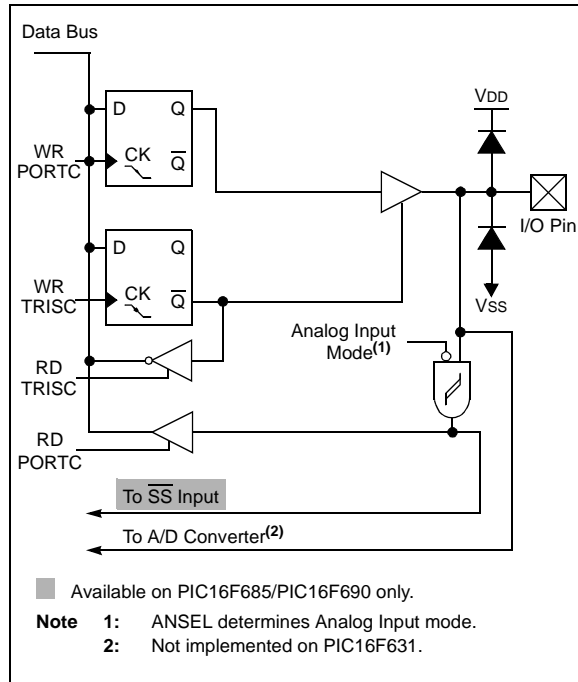 Data Bus
D Q
VDD
WR
PORTC
CK Q
I/O Pin
D Q
WR
TRISC
CK Q
VSS
Analog Input
Mode(1)
RD
TRISC
RD
PORTC
To SS Input
To A/D Converter(2)
Available on PIC16F685/PIC16F690 only.
Note 1: ANSEL determines Analog Input mode.
2: Not implemented on PIC16F631.